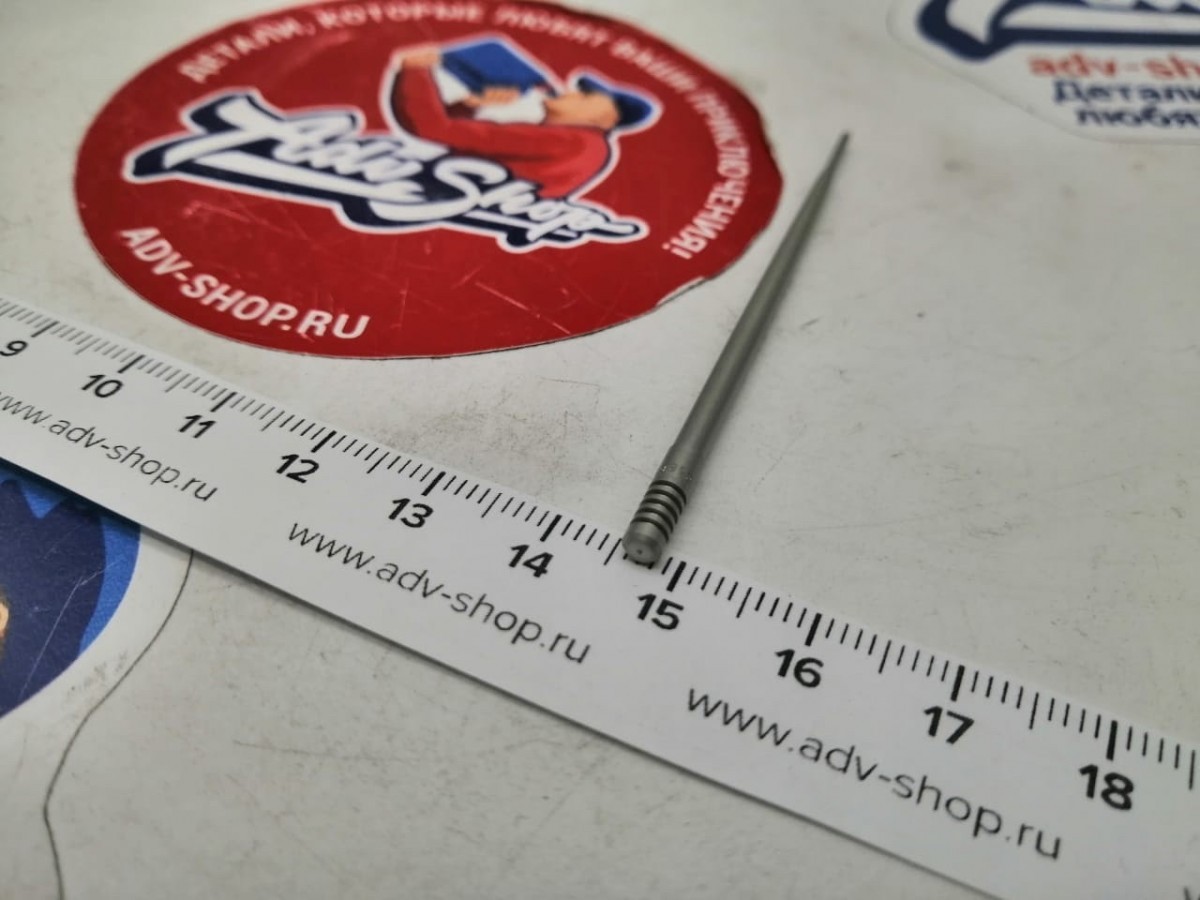 ДЕТАЛИ, КОТОРЫЕ ЛЮБЯТ ВАШИ ПРИКЛЮЧЕНИЯ!
Adv Shop
ADV-SHOP.RU
adv-sh
Детали
любя
9 10 11 12 13 14 15 16 17 18
www.adv-shop.ru
www.adv-shop.ru
www.adv-shop.ru